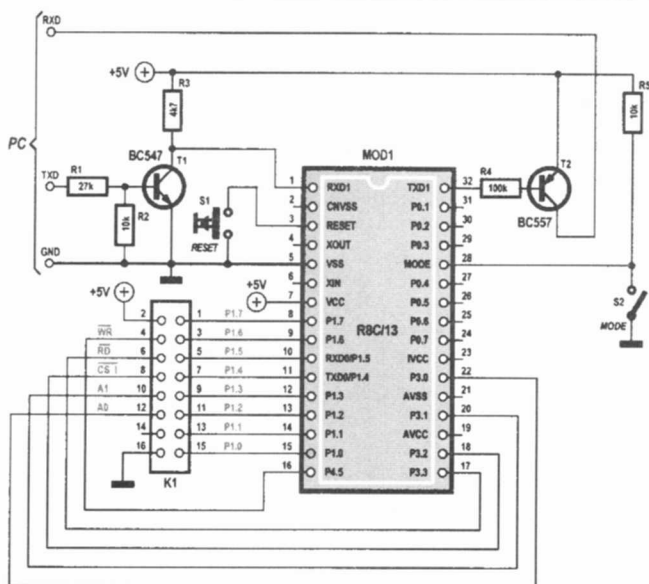 RXD
+5V
R3
4k7
R5
10k
PC
MOD1
BC547
T1
TXD
R1
27k
R2
10k
S1
RESET
GND
R4
100k
T2
BC557
1 RXD1 TXD1 32
2 CNVSS P0.1 31
3 RESET P0.2 30
4 XOUT P0.3 29
5 VSS MODE 28
6 XIN P0.4 27
7 VCC P0.5 26
8 P1.7 P0.6 25
9 P1.6 P0.7 24
10 RXD0/P1.5 IVCC 23
11 TXD0/P1.4 P3.0 22
12 P1.3 AVSS 21
13 P1.2 P3.1 20
14 P1.1 AVCC 19
15 P1.0 P3.2 18
16 P4.5 P3.3 17
R8C/13
S2
MODE
+5V
+5V
2 1 P1.7
WR 4 3 P1.6
RD 6 5 P1.5
CS1 8 7 P1.4
A1 10 9 P1.3
A0 12 11 P1.2
14 13 P1.1
16 15 P1.0
K1